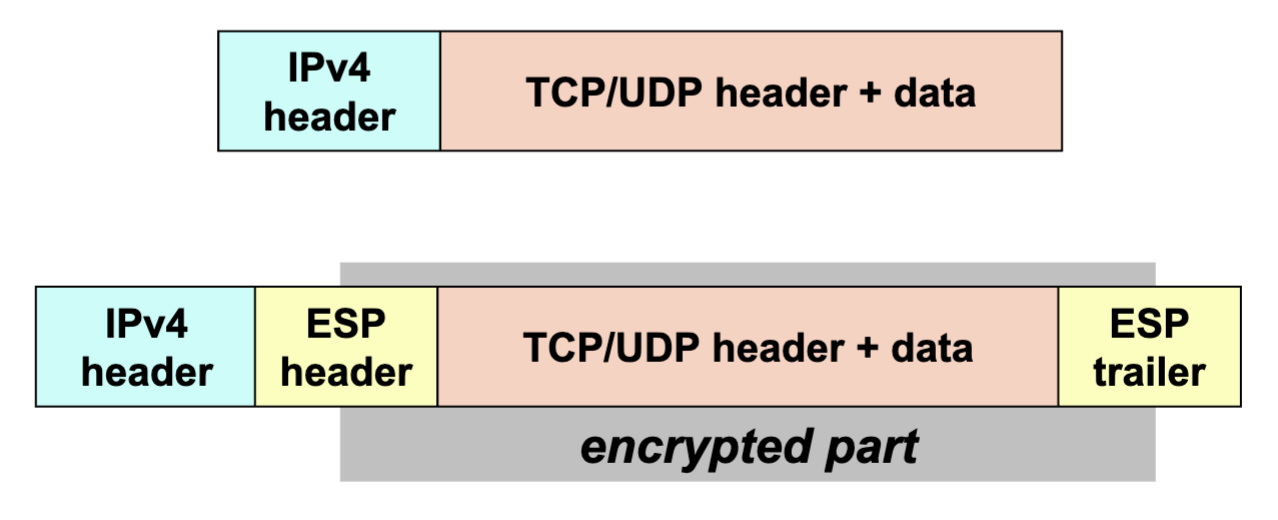 IPv4
header
TCP/UDP header + data
IPv4
header
ESP
header
TCP/UDP header + data
ESP
trailer
encrypted part